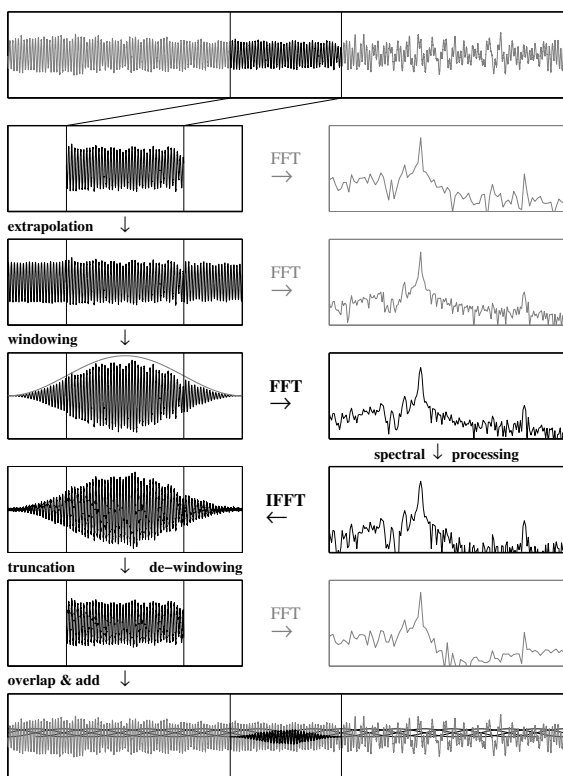 FFT
→
extrapolation ↓
FFT
→
windowing ↓
FFT
→
spectral ↓ processing
IFFT
←
truncation ↓ de−windowing
FFT
→
overlap & add ↓